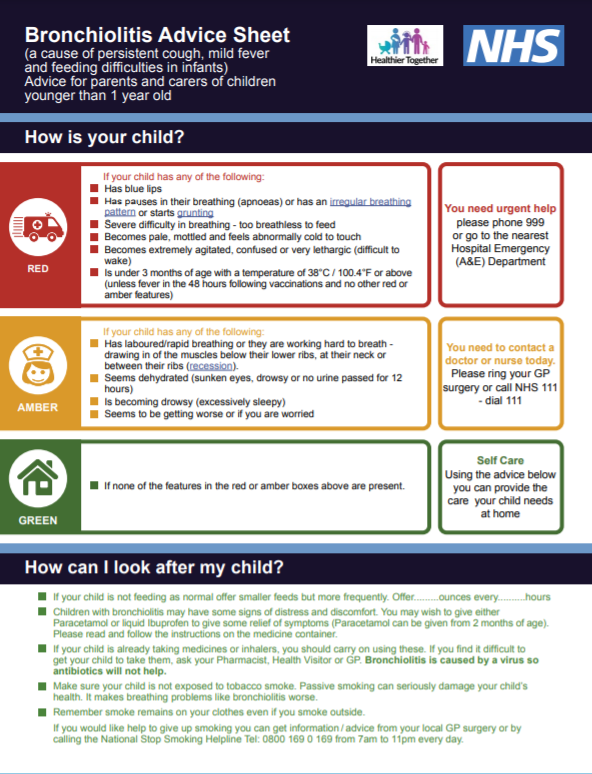 Bronchiolitis Advice Sheet
(a cause of persistent cough, mild fever
and feeding difficulties in infants)
Advice for parents and carers of children
younger than 1 year old
Healthier Together
NHS
How is your child?
RED
If your child has any of the following:
Has blue lips
Has pauses in their breathing (apnoeas) or has an irregular breathing
pattern or starts grunting
Severe difficulty in breathing - too breathless to feed
Becomes pale, mottled and feels abnormally cold to touch
Becomes extremely agitated, confused or very lethargic (difficult to
wake)
Is under 3 months of age with a temperature of 38°C / 100.4°F or above
(unless fever in the 48 hours following vaccinations and no other red or
amber features)
You need urgent help
please phone 999
or go to the nearest
Hospital Emergency
(A&E) Department
AMBER
If your child has any of the following:
Has laboured/rapid breathing or they are working hard to breath -
drawing in of the muscles below their lower ribs, at their neck or
between their ribs (recession).
Seems dehydrated (sunken eyes, drowsy or no urine passed for 12
hours)
Is becoming drowsy (excessively sleepy)
Seems to be getting worse or if you are worried
You need to contact a
doctor or nurse today.
Please ring your GP
surgery or call NHS 111
- dial 111
GREEN
If none of the features in the red or amber boxes above are present.
Self Care
Using the advice below
you can provide the
care your child needs
at home
How can I look after my child?
If your child is not feeding as normal offer smaller feeds but more frequently. Offer........ounces every..........hours
Children with bronchiolitis may have some signs of distress and discomfort. You may wish to give either
Paracetamol or liquid Ibuprofen to give some relief of symptoms (Paracetamol can be given from 2 months of age).
Please read and follow the instructions on the medicine container.
If your child is already taking medicines or inhalers, you should carry on using these. If you find it difficult to
get your child to take them, ask your Pharmacist, Health Visitor or GP. Bronchiolitis is caused by a virus so
antibiotics will not help.
Make sure your child is not exposed to tobacco smoke. Passive smoking can seriously damage your child's
health. It makes breathing problems like bronchiolitis worse.
Remember smoke remains on your clothes even if you smoke outside.
If you would like help to give up smoking you can get information / advice from your local GP surgery or by
calling the National Stop Smoking Helpline Tel: 0800 169 0 169 from 7am to 11pm every day.